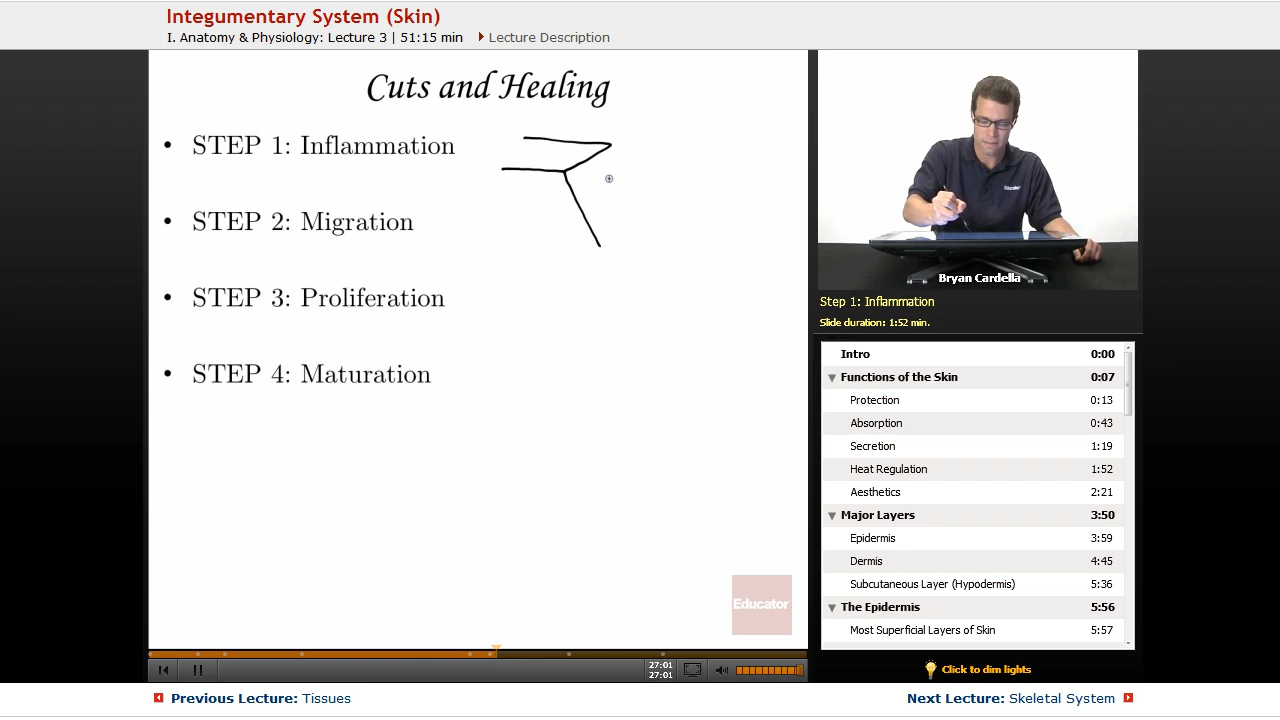 Integumentary System (Skin)
I. Anatomy & Physiology: Lecture 3 | 51:15 min Lecture Description
Cuts and Healing
• STEP 1: Inflammation
• STEP 2: Migration
• STEP 3: Proliferation
• STEP 4: Maturation
Educator
27:01
27:01
Educator
Bryan Cardella
Step 1: Inflammation
Slide duration: 1:52 min.
Intro 0:00
Functions of the Skin 0:07
Protection 0:13
Absorption 0:43
Secretion 1:19
Heat Regulation 1:52
Aesthetics 2:21
Major Layers 3:50
Epidermis 3:59
Dermis 4:45
Subcutaneous Layer (Hypodermis) 5:36
The Epidermis 5:56
Most Superficial Layers of Skin 5:57
Click to dim lights
Previous Lecture: Tissues
Next Lecture: Skeletal System